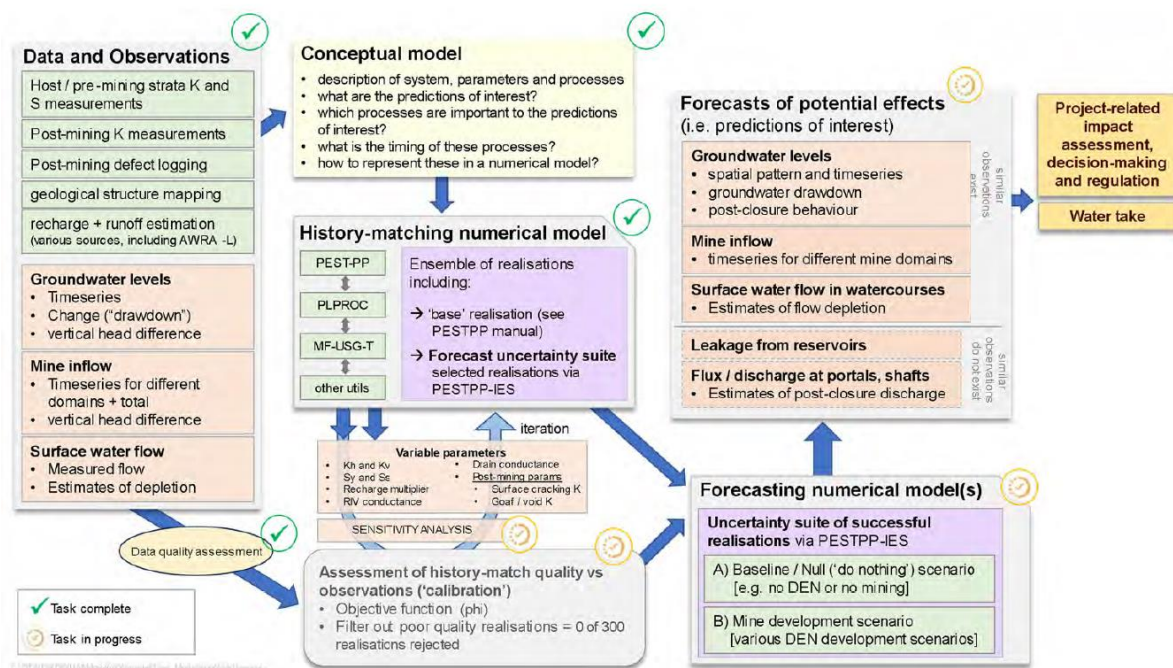 Data and Observations
Host / pre-mining strata K and
S measurements
Post-mining K measurements
Post-mining defect logging
geological structure mapping
recharge + runoff estimation
(various sources, including AWRA -L)
Groundwater levels
• Timeseries
• Change ("drawdown")
• vertical head difference
Mine inflow
• Timeseries for different
domains + total
• vertical head difference
Surface water flow
• Measured flow
• Estimates of depletion
Data quality assessment
Task complete
Task in progress
Conceptual model
• description of system, parameters and processes
• what are the predictions of interest?
• which processes are important to the predictions
of interest?
• what is the timing of these processes?
• how to represent these in a numerical model?
History-matching numerical model
PEST-PP
PLPROC
MF-USG-T
other utils
Ensemble of realisations
including:
→ 'base' realisation (see
PESTPP manual)
→ Forecast uncertainty suite
selected realisations via
PESTPP-IES
iteration
Variable parameters
• Kh and Kv
• Sy and Ss
• Recharge multiplier
• RIV conductance
• Drain conductance
• Post-mining params
• Surface cracking K
• Goaf / void K
SENSITIVITY ANALYSIS
Assessment of history-match quality vs
observations ('calibration')
• Objective function (phi)
• Filter out poor quality realisations = 0 of 300
realisations rejected
Forecasts of potential effects
(i.e. predictions of interest)
Groundwater levels
• spatial pattern and timeseries
• groundwater drawdown
• post-closure behaviour
Mine inflow
• timeseries for different mine domains
Surface water flow in watercourses
• Estimates of flow depletion
similar
observations
exist
Leakage from reservoirs
Flux / discharge at portals, shafts
• Estimates of post-closure discharge
similar
observations
do not exist
Project-related
impact
assessment,
decision-making
and regulation
Water take
Forecasting numerical model(s)
Uncertainty suite of successful
realisations via PESTPP-IES
A) Baseline / Null ('do nothing') scenario
[e.g. no DEN or no mining]
B) Mine development scenario
[various DEN development scenarios]